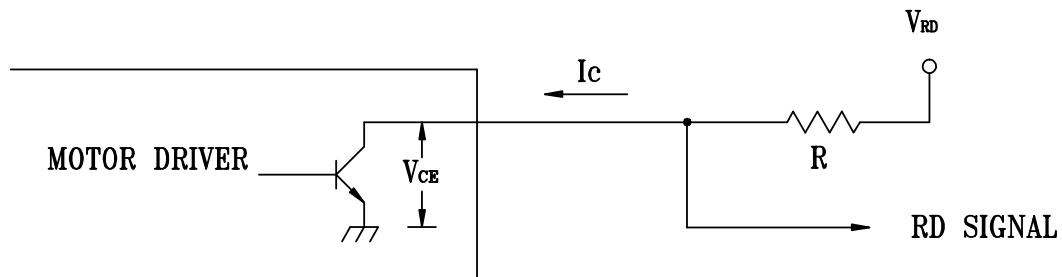 VRD
Ic
MOTOR DRIVER
VCE
R
RD SIGNAL